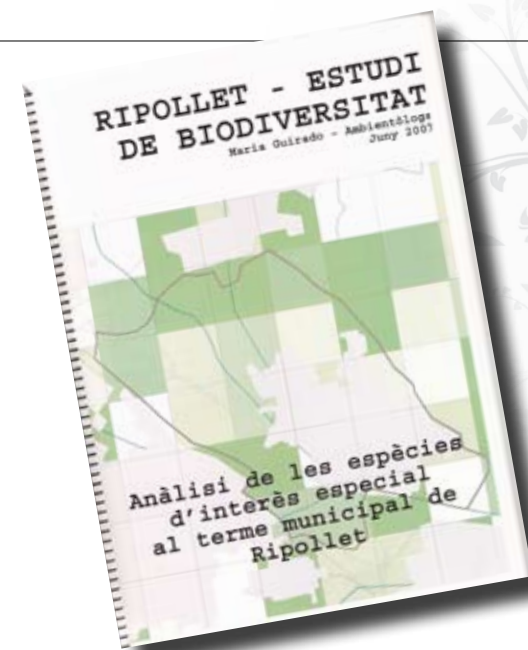 RIPOLLET - ESTUDI
DE BIODIVERSITAT
Maria Guirado - Ambientòlegs
Juny 2007
Anàlisi de les espècies
d'interès especial
al terme municipal de
Ripollet